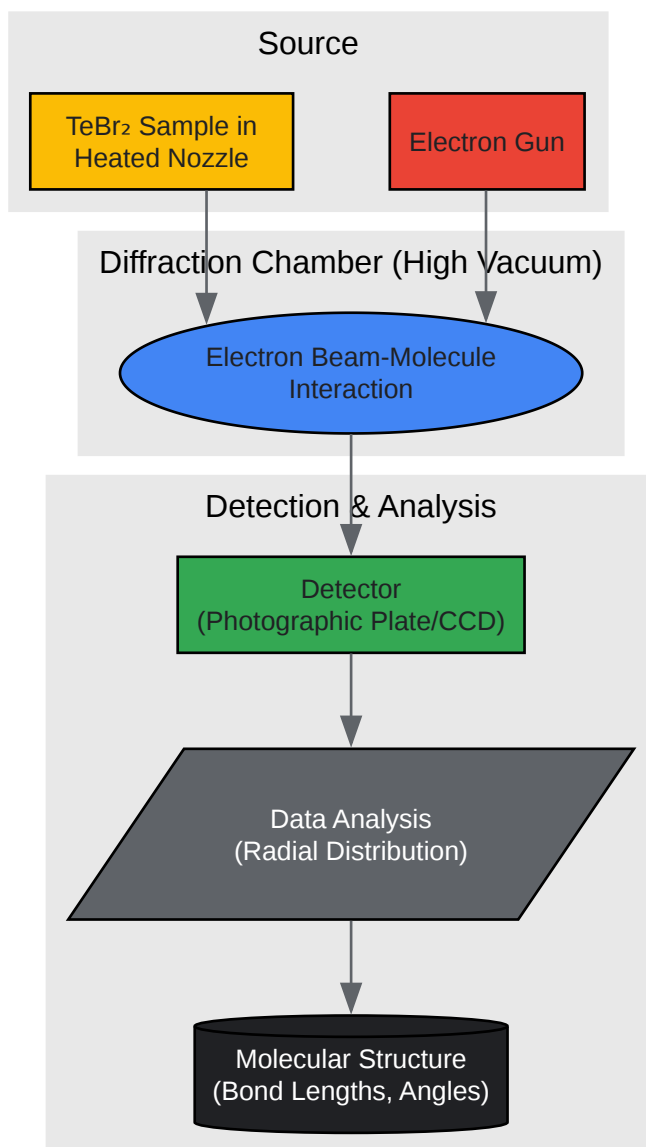 Source
TeBr₂ Sample in
Heated Nozzle
Electron Gun
Diffraction Chamber (High Vacuum)
Electron Beam-Molecule
Interaction
Detection & Analysis
Detector
(Photographic Plate/CCD)
Data Analysis
(Radial Distribution)
Molecular Structure
(Bond Lengths, Angles)